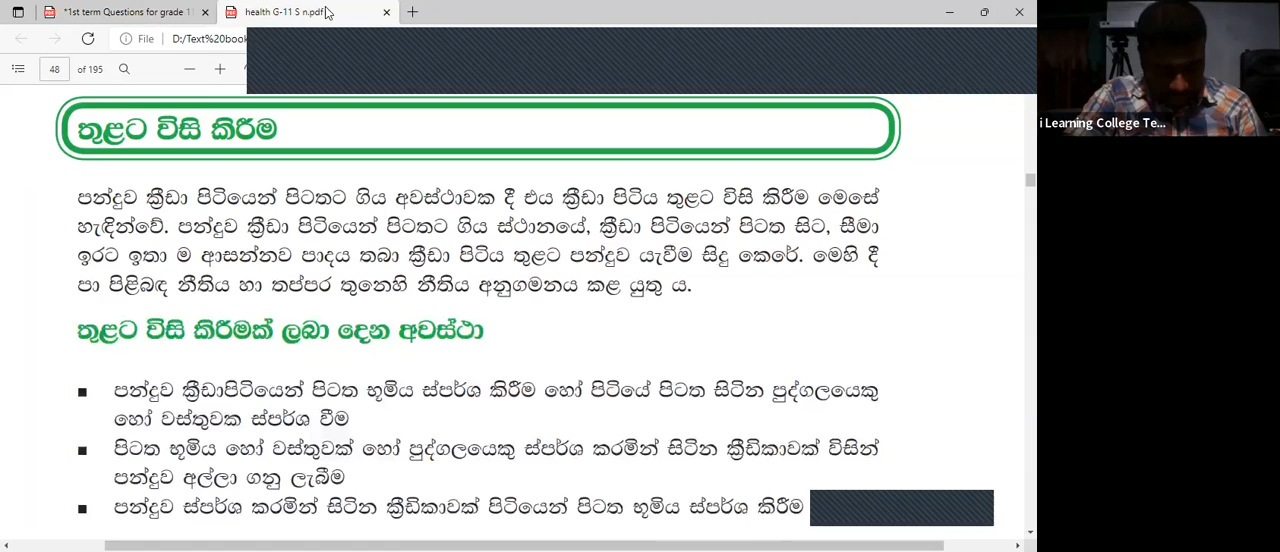 *1st term Questions for grade 1
health G-11 S n.pdf
File D:/Text%20book
48 of 195
තුළට විසි කිරීම
පන්දුව ක්‍රීඩා පිටියෙන් පිටතට ගිය අවස්ථාවක දී එය ක්‍රීඩා පිටිය තුළට විසි කිරීම මෙසේ
හැඳින්වේ. පන්දුව ක්‍රීඩා පිටියෙන් පිටතට ගිය ස්ථානයේ, ක්‍රීඩා පිටියෙන් පිටත සිට, සීමා
ඉරට ඉතා ම ආසන්නව පාදය තබා ක්‍රීඩා පිටිය තුළට පන්දුව යැවීම සිදු කෙරේ. මෙහි දී
පා පිළිබඳ නීතිය හා තප්පර තුනෙහි නීතිය අනුගමනය කළ යුතු ය.
තුළට විසි කිරීමක් ලබා දෙන අවස්ථා
▪ පන්දුව ක්‍රීඩාපිටියෙන් පිටත භූමිය ස්පර්ශ කිරීම හෝ පිටියේ පිටත සිටින පුද්ගලයෙකු
හෝ වස්තුවක ස්පර්ශ වීම
▪ පිටත භූමිය හෝ වස්තුවක් හෝ පුද්ගලයෙකු ස්පර්ශ කරමින් සිටින ක්‍රීඩිකාවක් විසින්
පන්දුව අල්ලා ගනු ලැබීම
▪ පන්දුව ස්පර්ශ කරමින් සිටින ක්‍රීඩිකාවක් පිටියෙන් පිටත භූමිය ස්පර්ශ කිරීම
i Learning College Te...